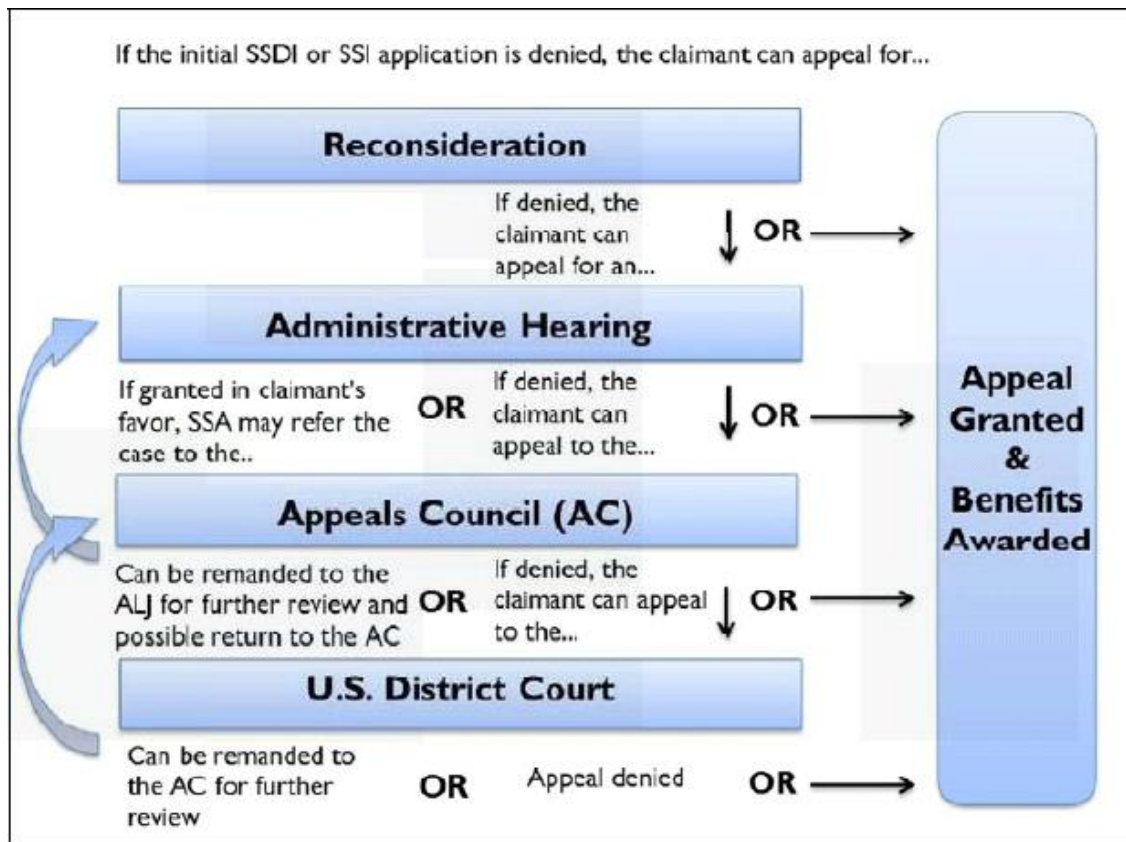 If the initial SSDI or SSI application is denied, the claimant can appeal for...
Reconsideration
If denied, the
claimant can
appeal for an...
OR
Administrative Hearing
If granted in claimant's
favor, SSA may refer the
case to the..
OR
If denied, the
claimant can
appeal to the...
OR
Appeals Council (AC)
Can be remanded to the
ALJ for further review and
possible return to the AC
OR
If denied, the
claimant can appeal
to the...
OR
U.S. District Court
Can be remanded to
the AC for further
review
OR
Appeal denied
OR
Appeal
Granted
&
Benefits
Awarded